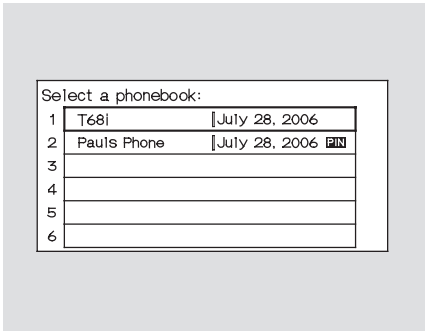 Select a phonebook:
1 T68i July 28, 2006
2 Pauls Phone July 28, 2006 PIN
3
4
5
6